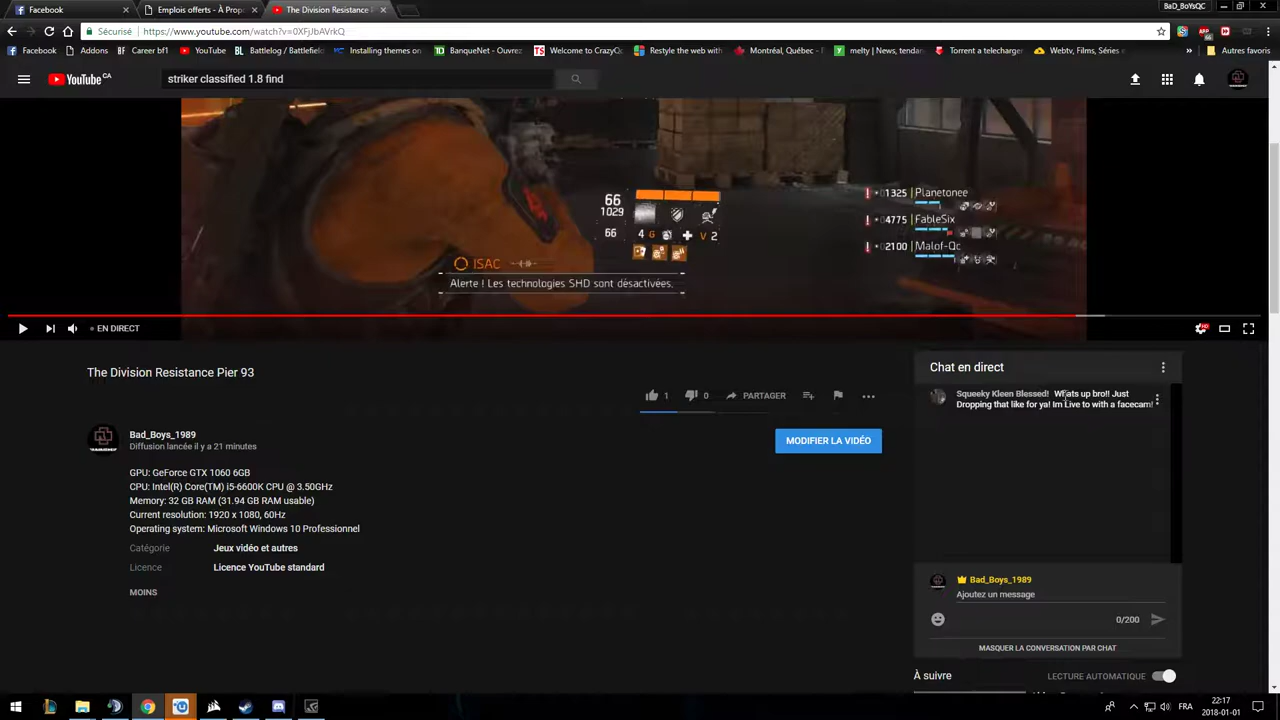 Facebook
Emplois offerts - À Propo
The Division Resistance P
BaD_BoYsQC
Sécurisé
https://www.youtube.com/watch?v=0XFjJbAVrkQ
Facebook
Addons
Career bf1
YouTube
Battlelog / Battlefiel
Installing themes on
BanqueNet - Ouvrez
Welcome to CrazyQc
Restyle the web with
Montréal, Québec -
melty | News, tendan
Torrent a telecharger
Webtv, Films, Séries e
»
Autres favoris
YouTube CA
striker classified 1.8 find
66
1029
66
4
V 2
1325 Planetonee
4775 FableSix
2100 Malof-Qc
ISAC
Alerte ! Les technologies SHD sont désactivées.
EN DIRECT
The Division Resistance Pier 93
1
0
PARTAGER
Bad_Boys_1989
Diffusion lancée il y a 21 minutes
MODIFIER LA VIDÉO
GPU: GeForce GTX 1060 6GB
CPU: Intel(R) Core(TM) i5-6600K CPU @ 3.50GHz
Memory: 32 GB RAM (31.94 GB RAM usable)
Current resolution: 1920 x 1080, 60Hz
Operating system: Microsoft Windows 10 Professionnel
Catégorie
Jeux vidéo et autres
Licence
Licence YouTube standard
MOINS
Chat en direct
Squeeky Kleen Blessed! Whats up bro!! Just
Dropping that like for ya! Im Live to with a facecam!
Bad_Boys_1989
Ajoutez un message
0/200
MASQUER LA CONVERSATION PAR CHAT
À suivre
LECTURE AUTOMATIQUE
FRA
22:17
2018-01-01